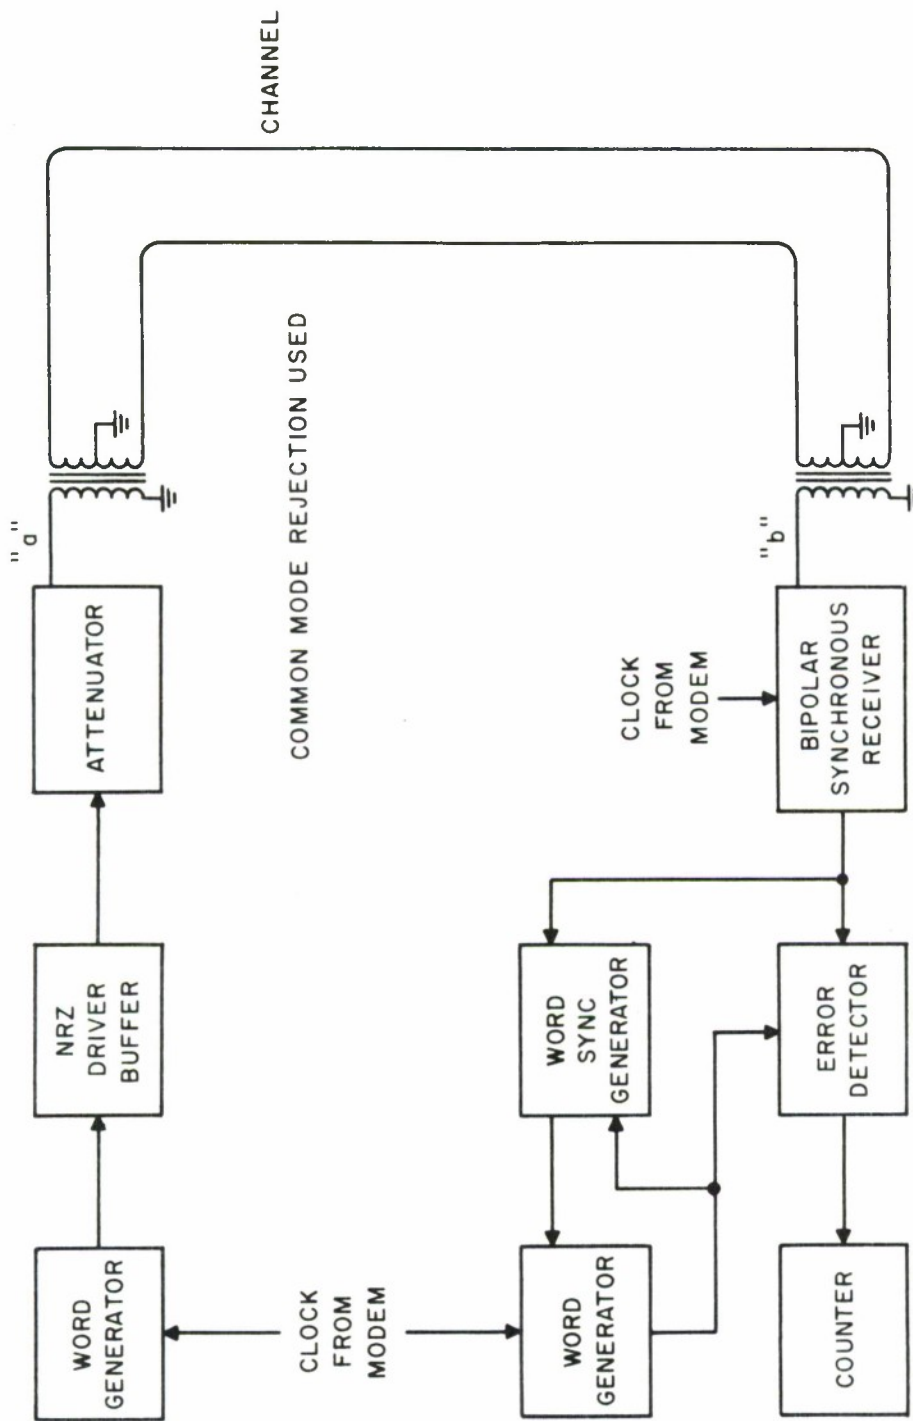 WORD
GENERATOR
NRZ
DRIVER
BUFFER
ATTENUATOR
"a"
CHANNEL
CLOCK
FROM
MODEM
COMMON MODE REJECTION USED
WORD
GENERATOR
WORD
SYNC
GENERATOR
CLOCK
FROM
MODEM
"b"
COUNTER
ERROR
DETECTOR
BIPOLAR
SYNCHRONOUS
RECEIVER